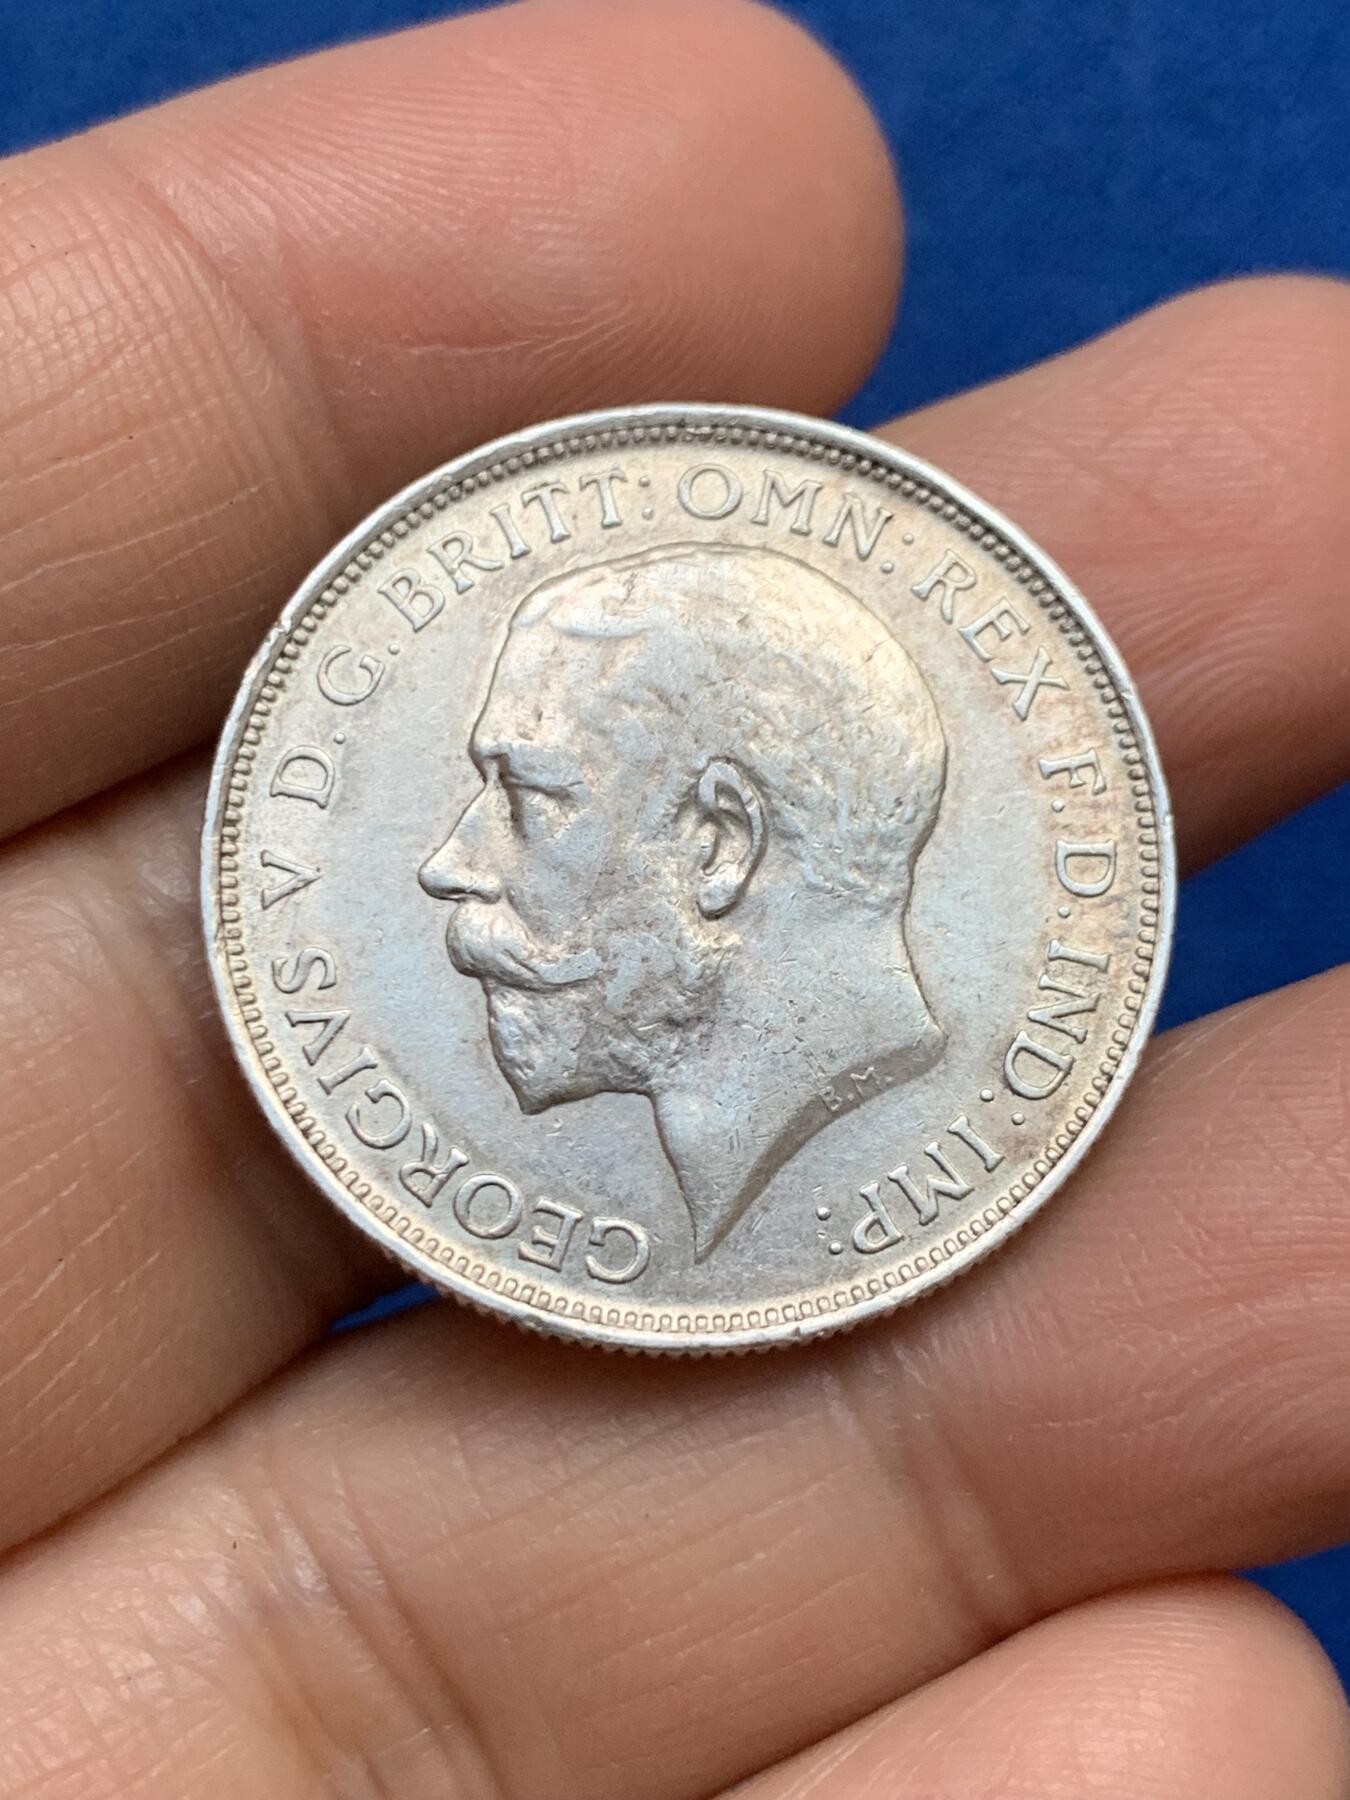 GEORGIVS V D.G.BRITT: OMN: REX F.D.IND: IMP:
B.M.